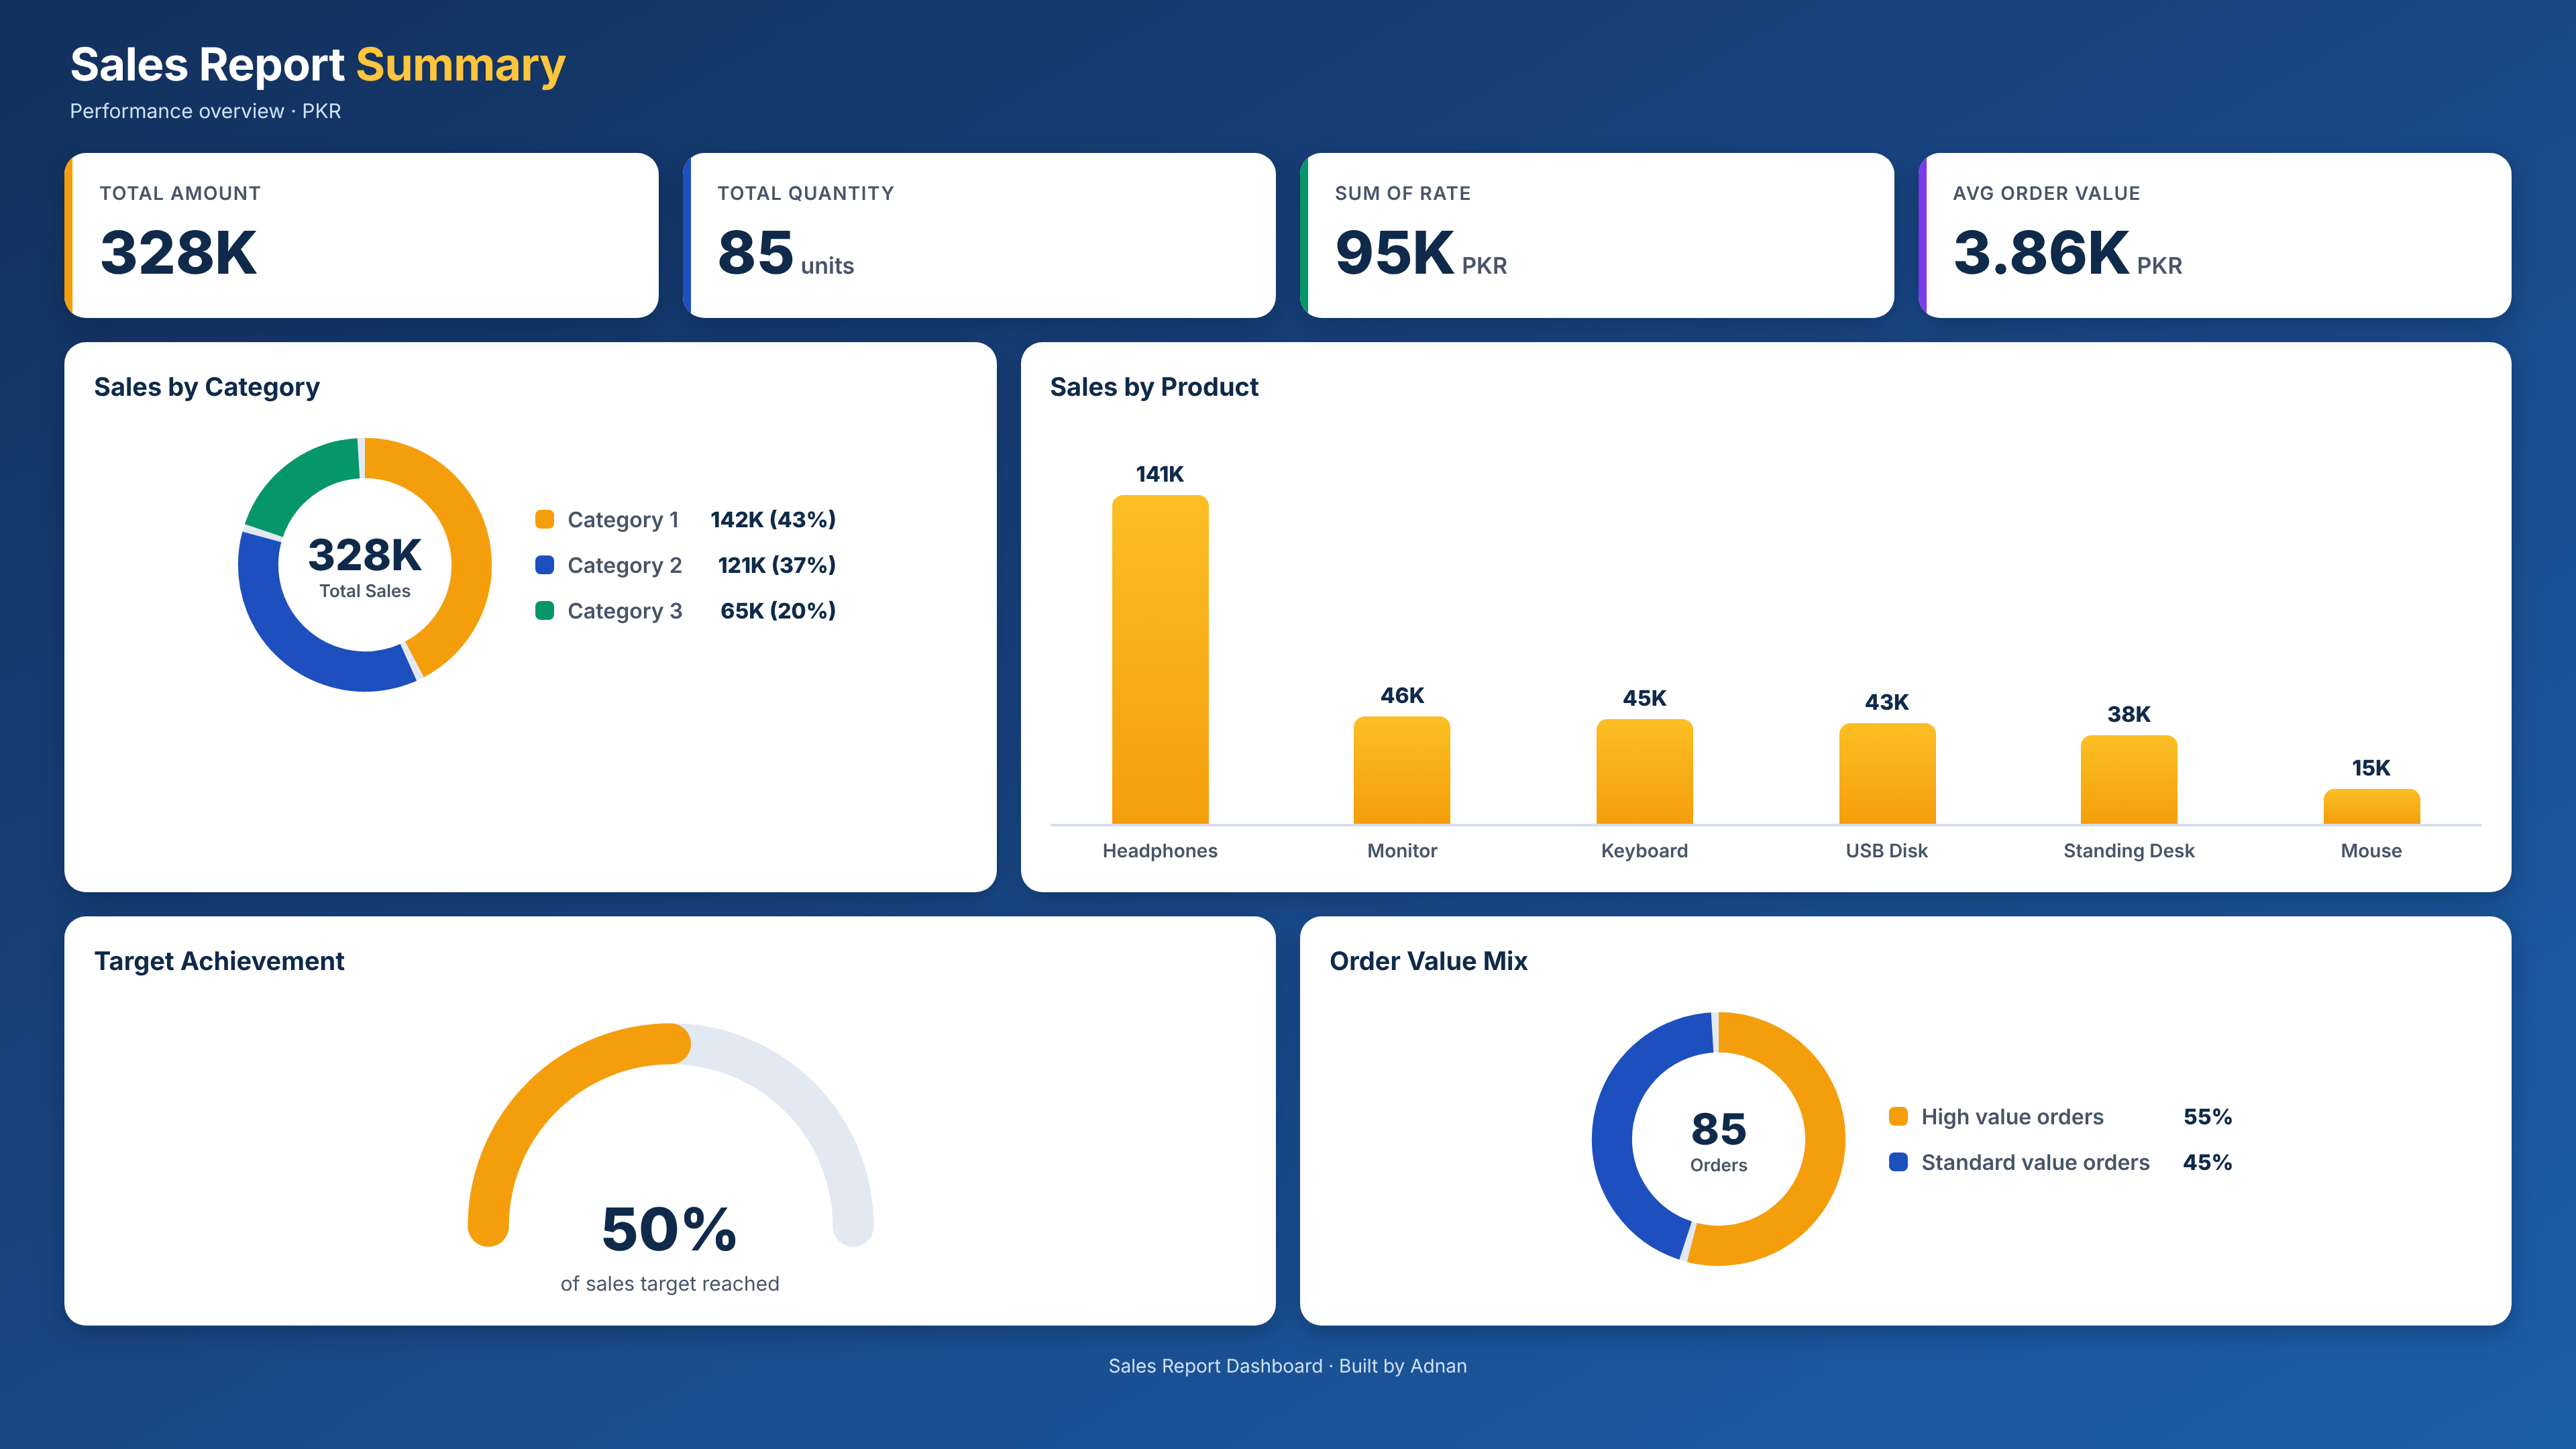 Sales Report Summary
Performance overview · PKR
TOTAL AMOUNT
328K
TOTAL QUANTITY
85 units
SUM OF RATE
95K PKR
AVG ORDER VALUE
3.86K PKR
Sales by Category
328K
Total Sales
Category 1 142K (43%)
Category 2 121K (37%)
Category 3 65K (20%)
Sales by Product
141K
46K
45K
43K
38K
15K
Headphones
Monitor
Keyboard
USB Disk
Standing Desk
Mouse
Target Achievement
50%
of sales target reached
Order Value Mix
85
Orders
High value orders 55%
Standard value orders 45%
Sales Report Dashboard · Built by Adnan